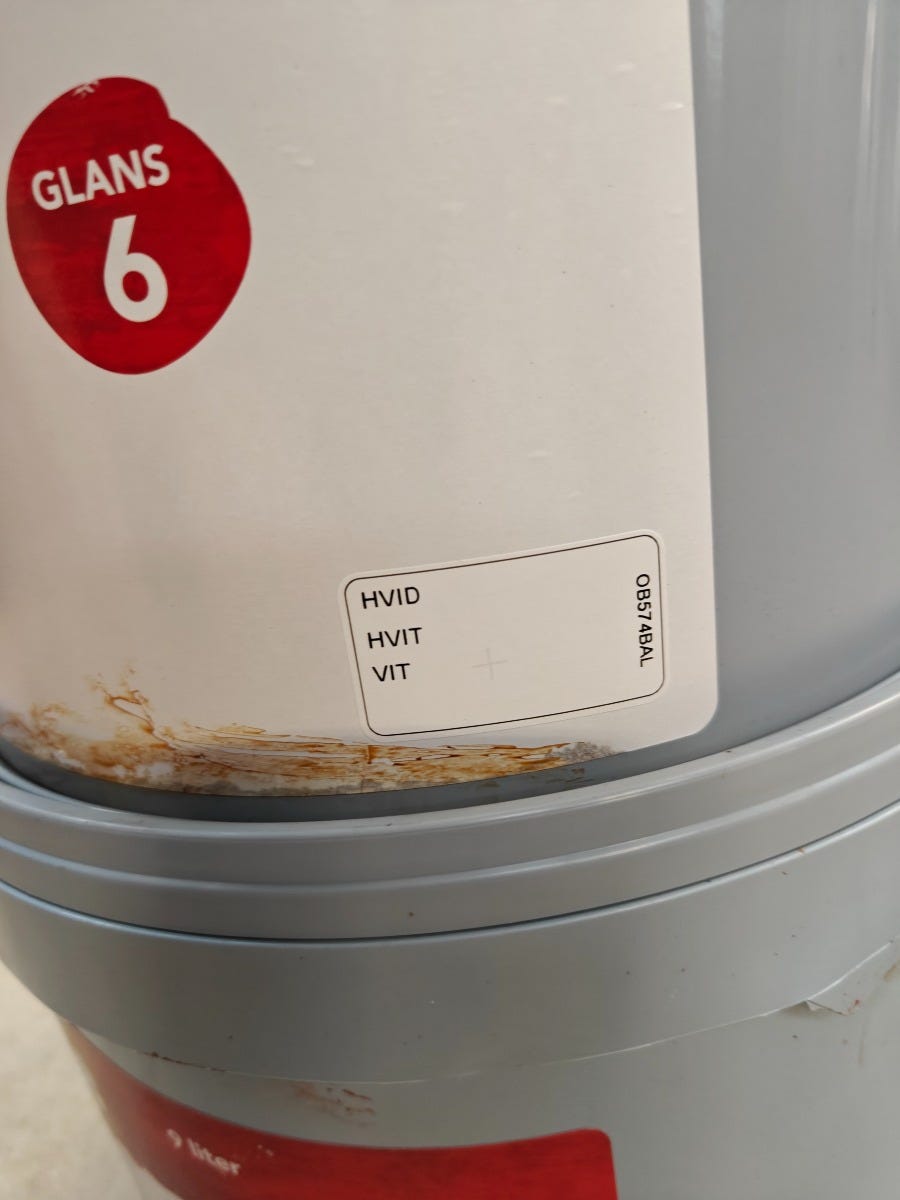 GLANS
6
HVID
HVIT
VIT
OB574BAL
9 liter